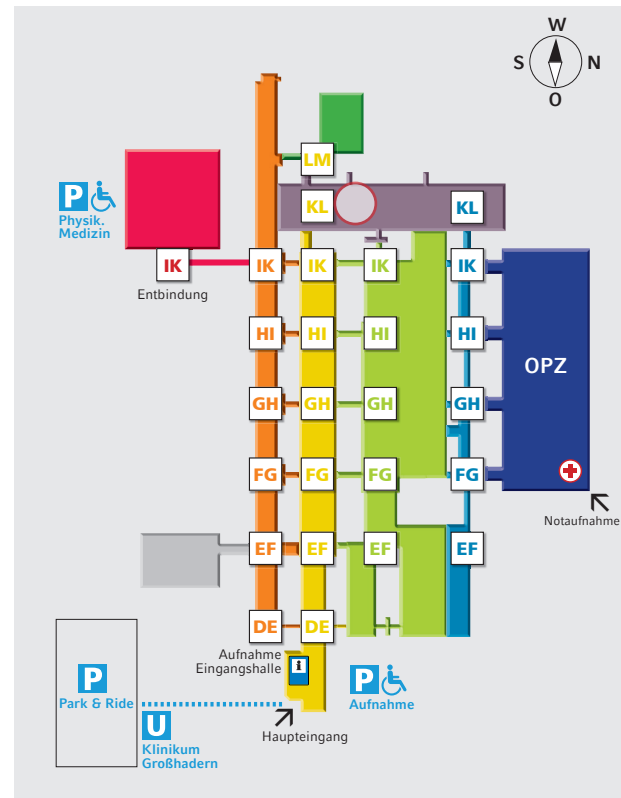 W
S N
O
LM
P
Physik.
Medizin
KL KL
IK IK IK IK IK
Entbindung
HI HI HI HI
OPZ
GH GH GH GH
FG FG FG FG
Notaufnahme
EF EF EF EF
DE DE
Aufnahme
Eingangshalle
i
P
Aufnahme
P
Park & Ride
U
Klinikum
Großhadern
Haupteingang